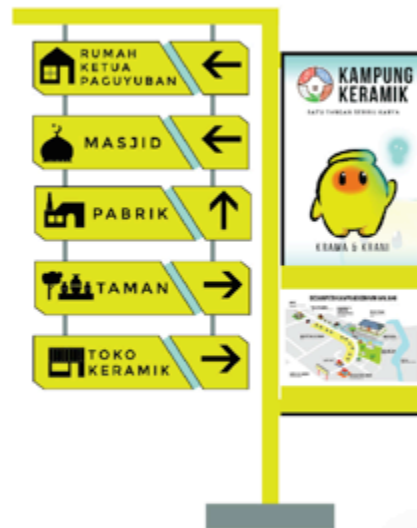 RUMAH
KETUA
PAGUYUBAN
MASJID
PABRIK
TAMAN
TOKO
KERAMIK
KAMPUNG
KERAMIK
SATU TANGAN SERIBU KARYA
KRAMA & KRANI